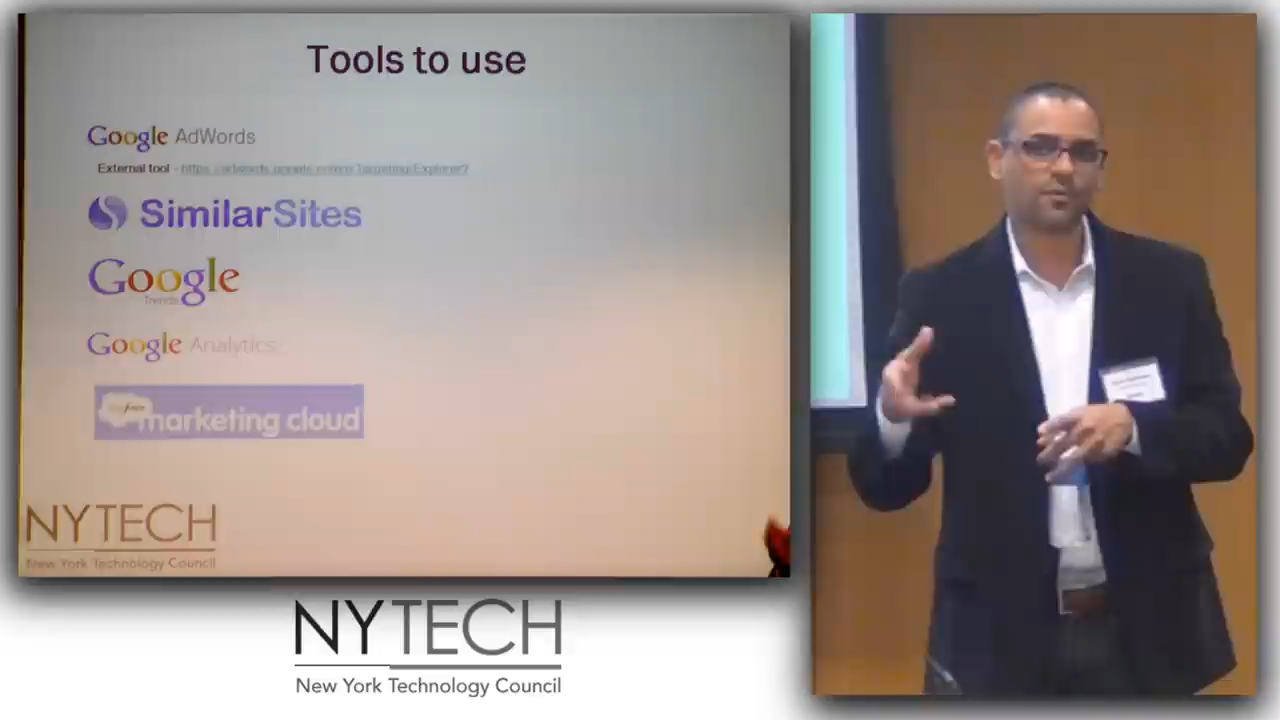 Tools to use
Google AdWords
External tool -
SimilarSites
Google
Trends
Google Analytics
marketing cloud
NYTECH
New York Technology Council
NYTECH
New York Technology Council